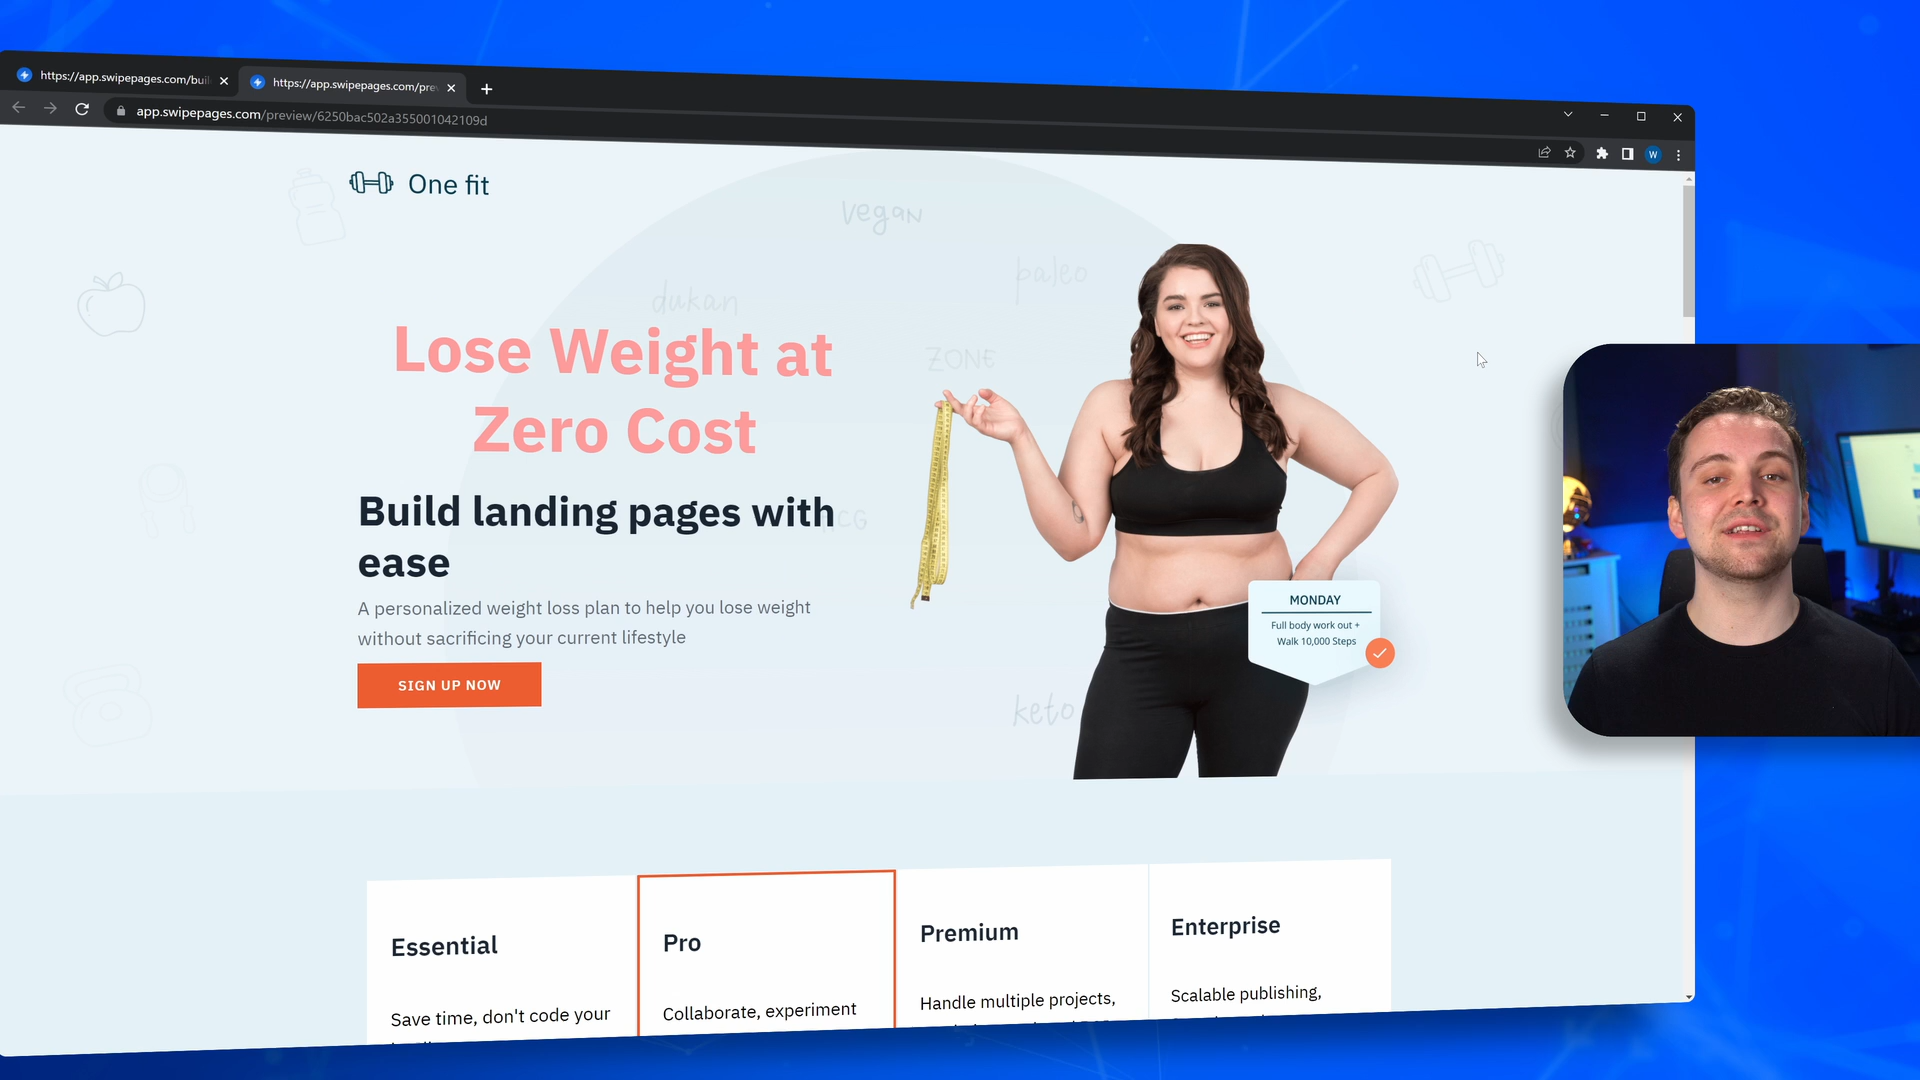 https://app.swipepages.com/bui
https://app.swipepages.com/pre
app.swipepages.com/preview/6250bac502a355001042109d
W
One fit
vegan
paleo
dukan
ZONE
Lose Weight at
Zero Cost
Build landing pages with
ease
A personalized weight loss plan to help you lose weight
without sacrificing your current lifestyle
SIGN UP NOW
MONDAY
Full body work out +
Walk 10,000 Steps
keto
Essential
Pro
Premium
Enterprise
Save time, don't code your
Collaborate, experiment
Handle multiple projects,
Scalable publishing,